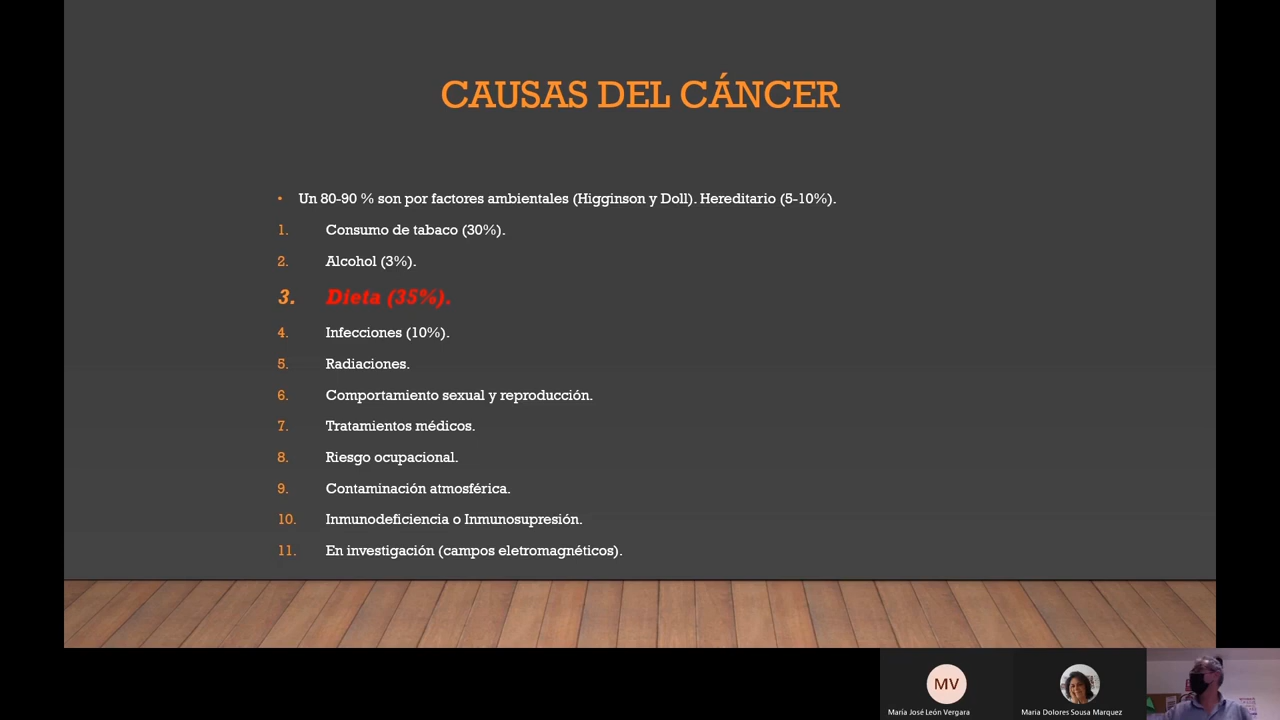 CAUSAS DEL CÁNCER
• Un 80-90 % son por factores ambientales (Higginson y Doll). Hereditario (5-10%).
1. Consumo de tabaco (30%).
2. Alcohol (3%).
3. Dieta (35%).
4. Infecciones (10%).
5. Radiaciones.
6. Comportamiento sexual y reproducción.
7. Tratamientos médicos.
8. Riesgo ocupacional.
9. Contaminación atmosférica.
10. Inmunodeficiencia o Inmunosupresión.
11. En investigación (campos eletromagnéticos).
MV
María José León Vergara
Maria Dolores Sousa Marquez